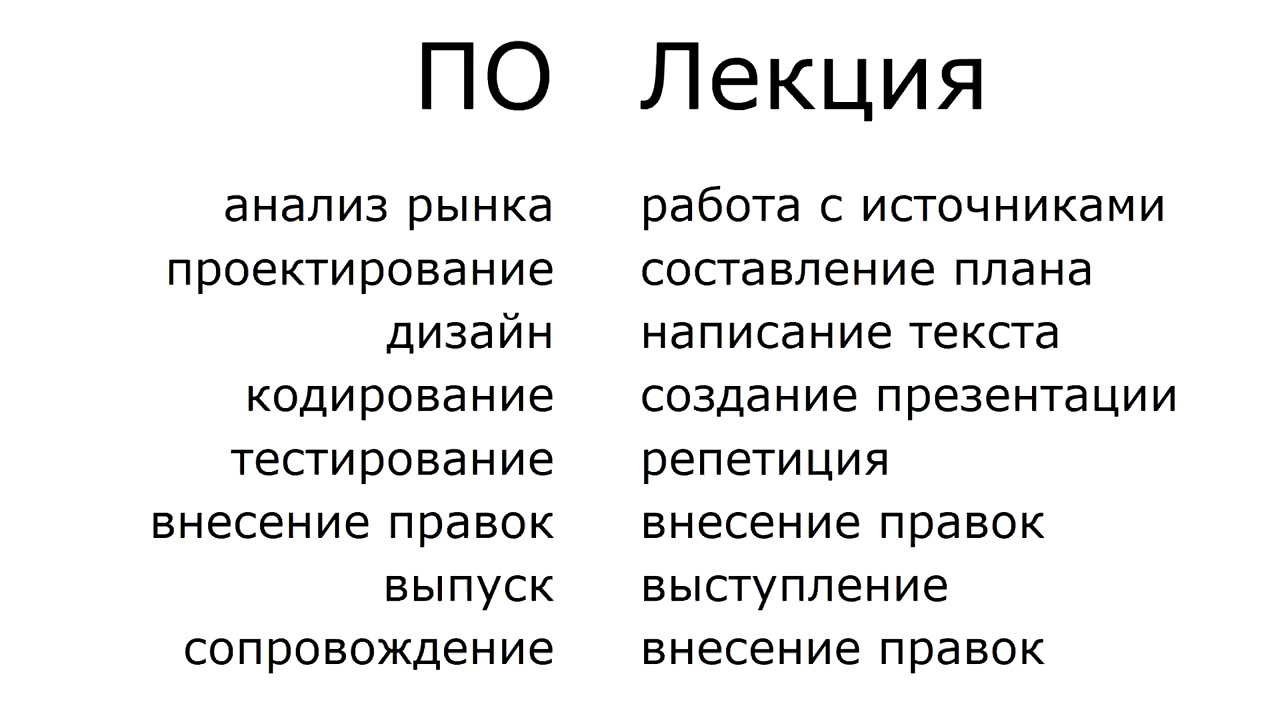 ПО Лекция
анализ рынка работа с источниками
проектирование составление плана
дизайн написание текста
кодирование создание презентации
тестирование репетиция
внесение правок внесение правок
выпуск выступление
сопровождение внесение правок